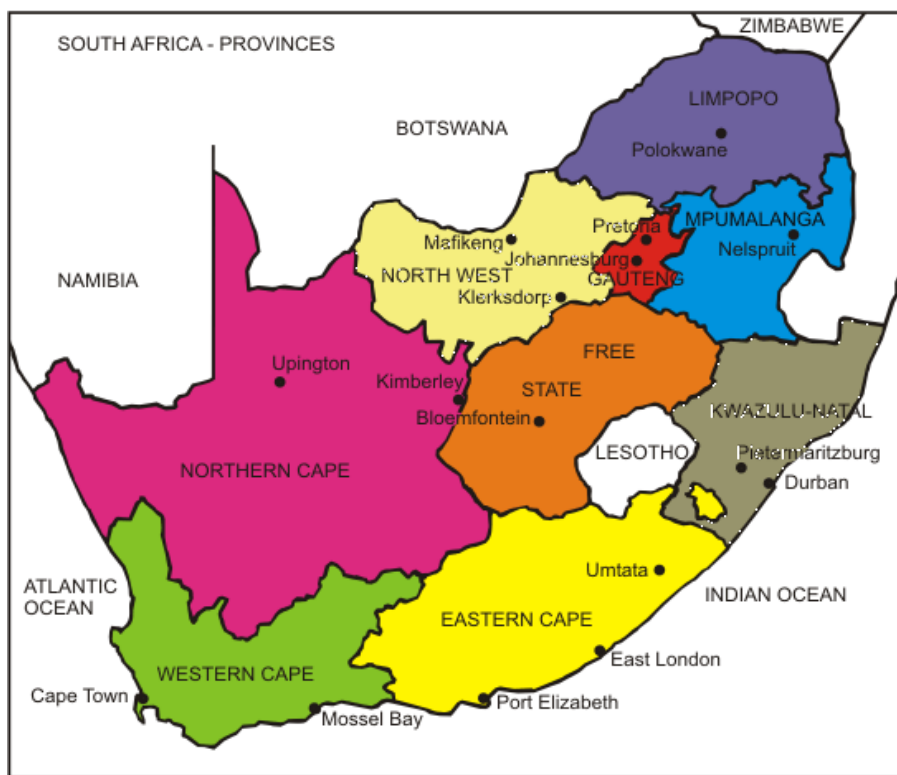 SOUTH AFRICA - PROVINCES
ZIMBABWE
LIMPOPO
BOTSWANA
Polokwane
MPUMALANGA
Pretoria
Mafikeng
Nelspruit
Johannesburg
NORTH WEST
GAUTENG
NAMIBIA
Klerksdorp
FREE
STATE
Upington
Kimberley
Bloemfontein
KWAZULU-NATAL
LESOTHO
Pietermaritzburg
NORTHERN CAPE
Durban
ATLANTIC
OCEAN
Umtata
INDIAN OCEAN
EASTERN CAPE
East London
WESTERN CAPE
Cape Town
Port Elizabeth
Mossel Bay